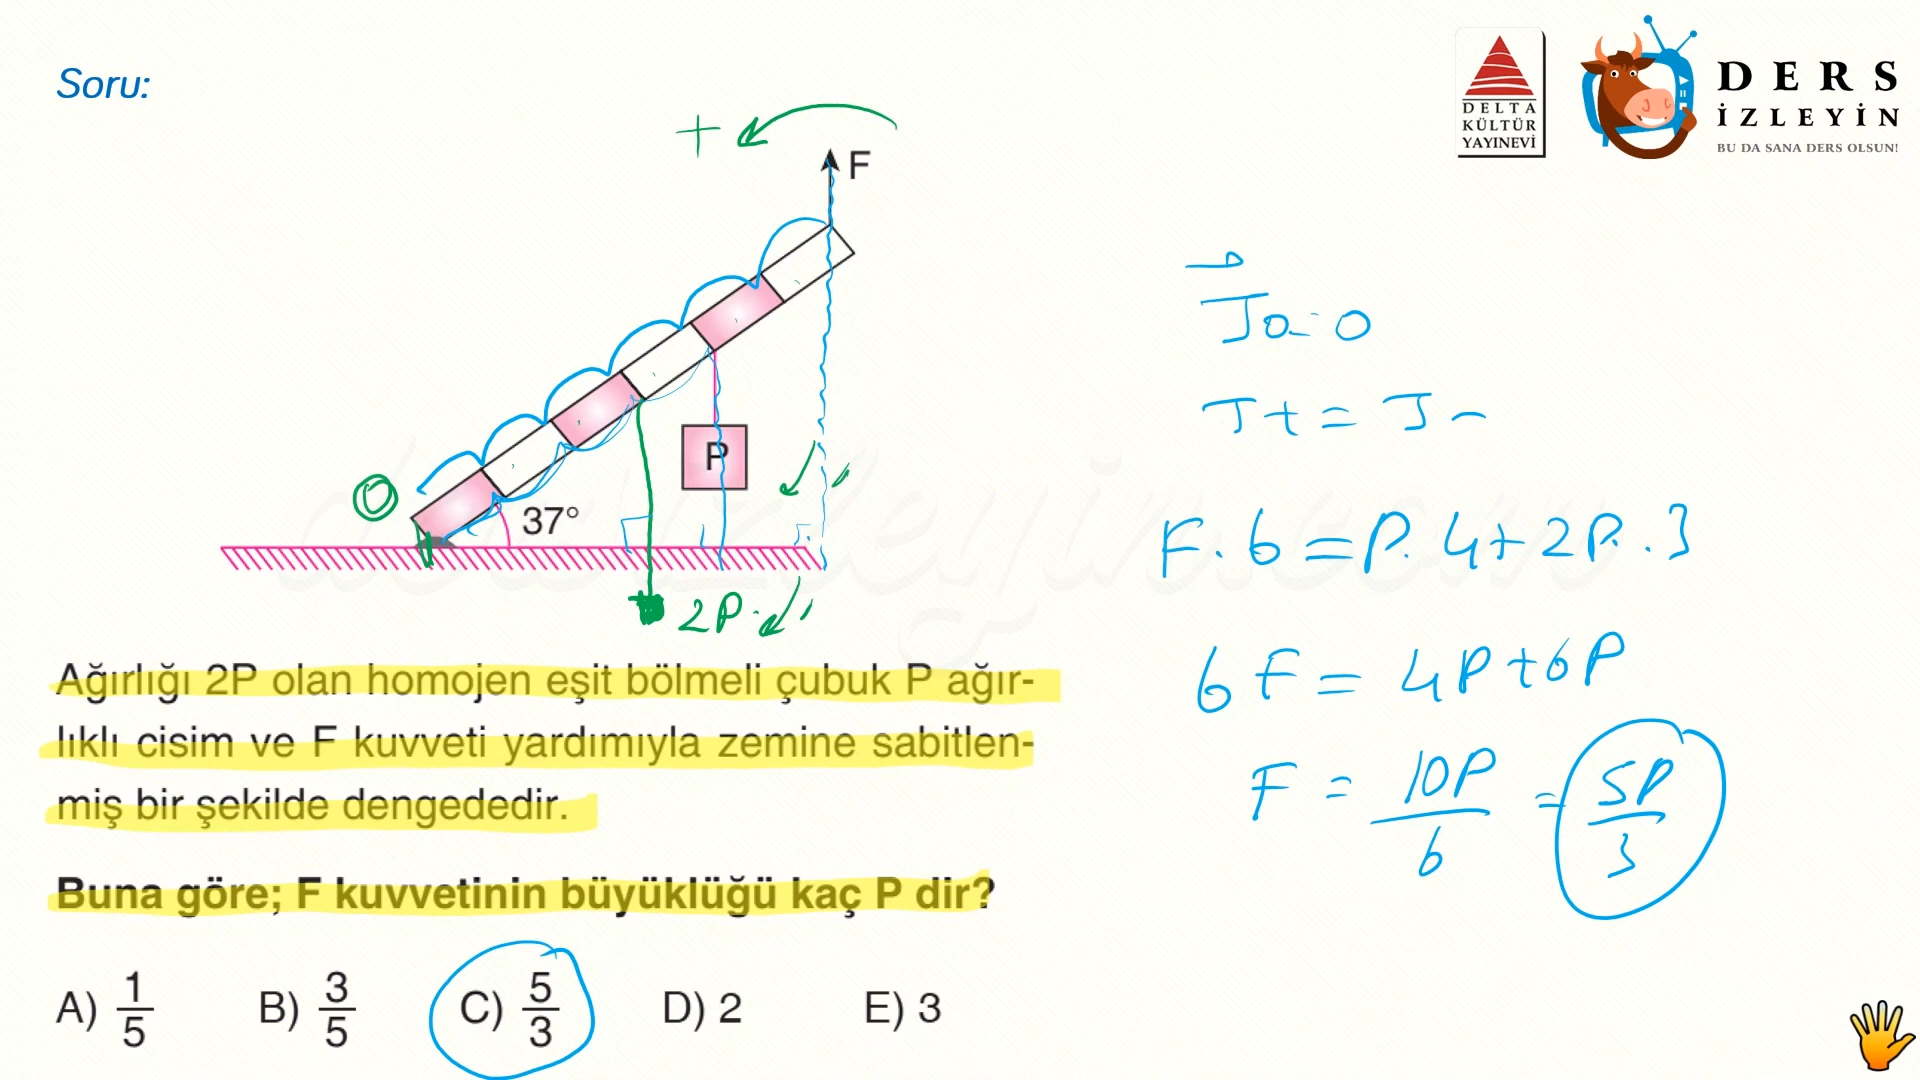 Soru:
DELTA
KÜLTÜR
YAYINEVİ
DERS
İZLEYİN
BU DA SANA DERS OLSUN!
+
F
O
37°
P
2P
dersizleyin.com
Ağırlığı 2P olan homojen eşit bölmeli çubuk P ağır-
lıklı cisim ve F kuvveti yardımıyla zemine sabitlen-
miş bir şekilde dengededir.
Buna göre; F kuvvetinin büyüklüğü kaç P dir?
A) 1/5 B) 3/5 C) 5/3 D) 2 E) 3
F.6 = P.4+2P.3
6F = 4P+6P
F = 10P/6 = 5P/3